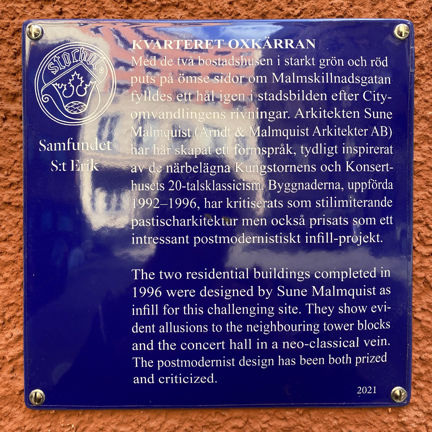 KVARTERET OXKÄRRAN
Med de två bostadshusen i starkt grön och röd
puts på ömse sidor om Malmskillnadsgatan
fylldes ett hål igen i stadsbilden efter City-
omvandlingens rivningar. Arkitekten Sune
Malmquist (Arndt & Malmquist Arkitekter AB)
har här skapat ett formspråk, tydligt inspirerat
av de närbelägna Kungstornens och Konsert-
husets 20-talsklassicism. Byggnaderna, uppförda
1992–1996, har kritiserats som stilimiterande
pastischarkitektur men också prisats som ett
intressant postmodernistiskt infill-projekt.
The two residential buildings completed in
1996 were designed by Sune Malmquist as
infill for this challenging site. They show evi-
dent allusions to the neighbouring tower blocks
and the concert hall in a neo-classical vein.
The postmodernist design has been both prized
and criticized.
2021
Stockholm
Samfundet
S:t Erik